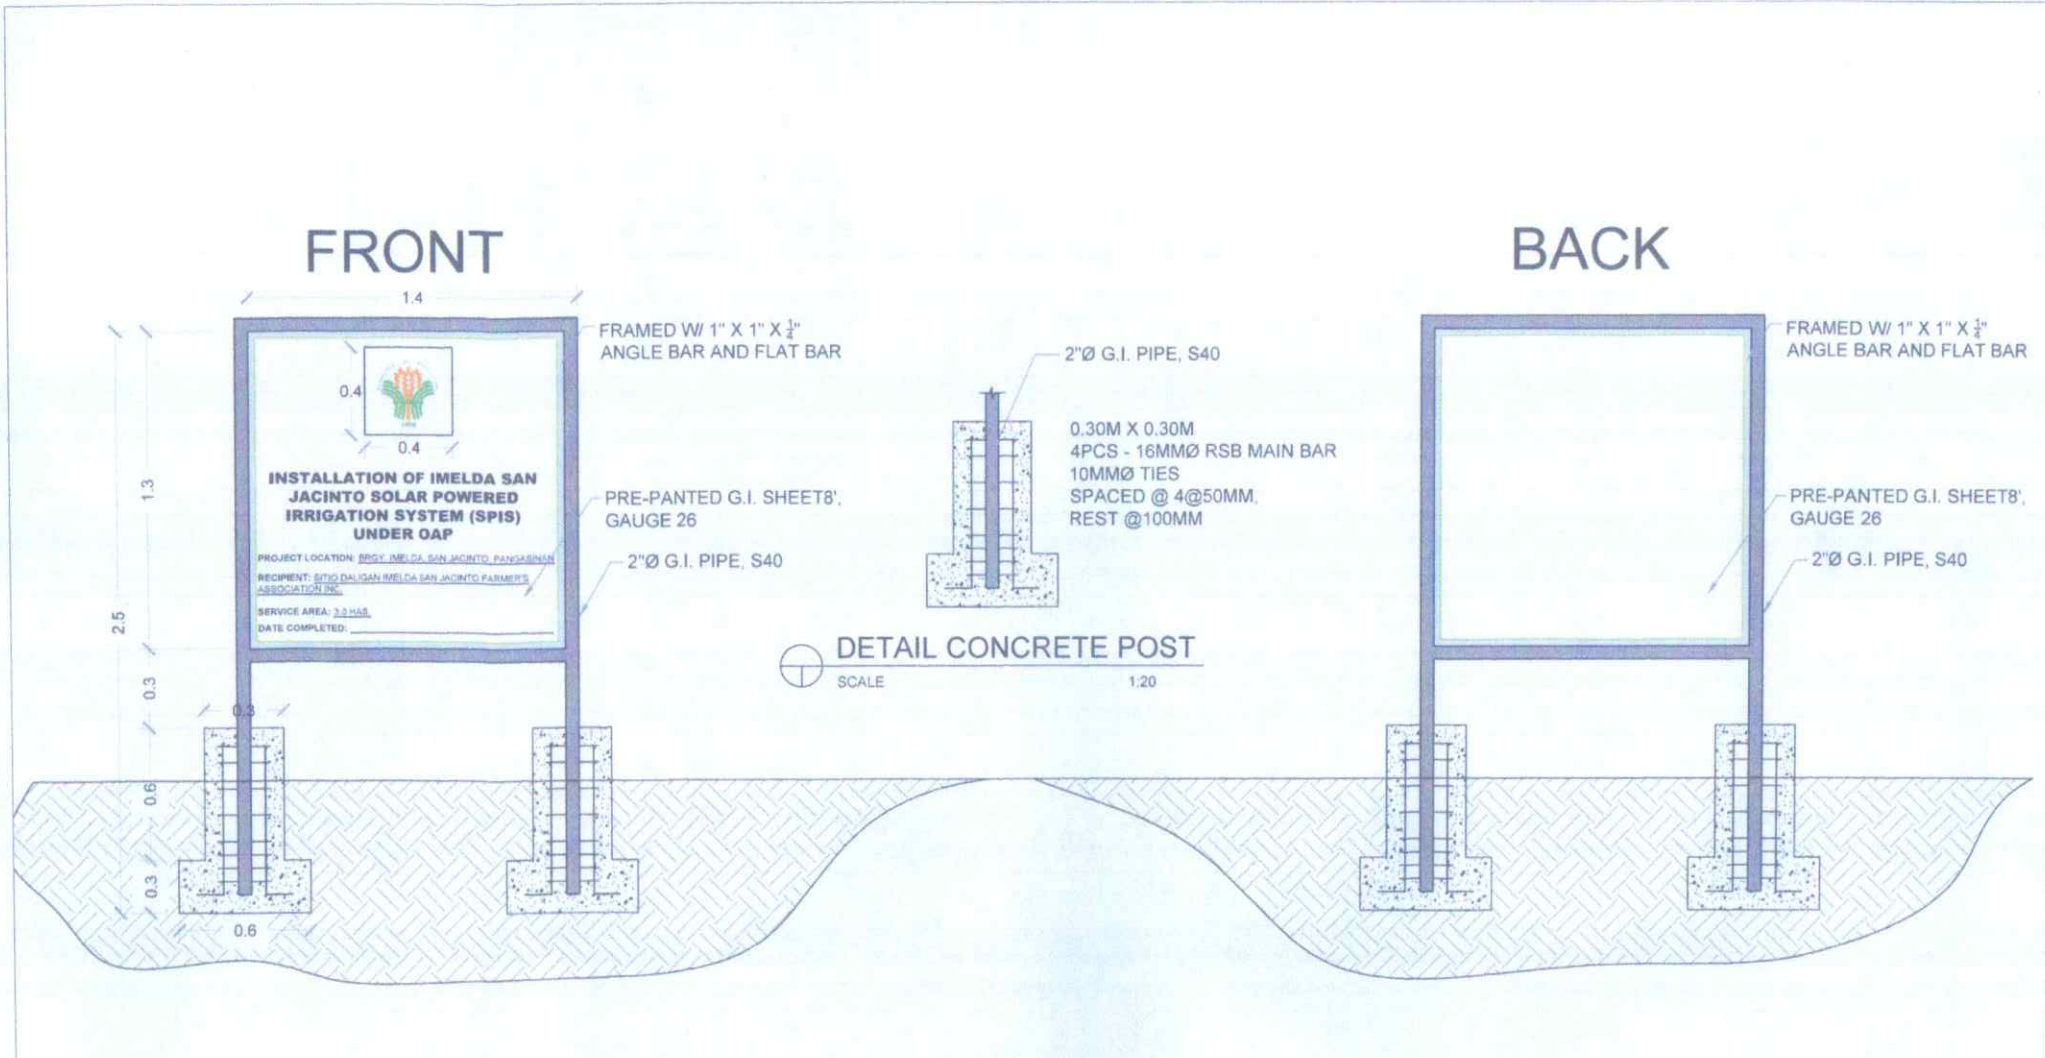 FRONT
BACK
1.4
FRAMED W/ 1" X 1" X 1/4"
ANGLE BAR AND FLAT BAR
0.4
0.4
INSTALLATION OF IMELDA SAN
JACINTO SOLAR POWERED
IRRIGATION SYSTEM (SPIS)
UNDER OAP
PROJECT LOCATION: BRGY. IMELDA, SAN JACINTO, PANGASINAN
RECIPIENT: SITIO DALIGAN IMELDA SAN JACINTO FARMER'S
ASSOCIATION INC.
SERVICE AREA: 3.0 HAS.
DATE COMPLETED:
PRE-PANTED G.I. SHEET8',
GAUGE 26
2"Ø G.I. PIPE, S40
1.3
2.5
0.3
0.6
0.3
0.3
0.6
2"Ø G.I. PIPE, S40
0.30M X 0.30M
4PCS - 16MMØ RSB MAIN BAR
10MMØ TIES
SPACED @ 4@50MM,
REST @100MM
DETAIL CONCRETE POST
SCALE 1:20
FRAMED W/ 1" X 1" X 1/4"
ANGLE BAR AND FLAT BAR
PRE-PANTED G.I. SHEET8',
GAUGE 26
2"Ø G.I. PIPE, S40